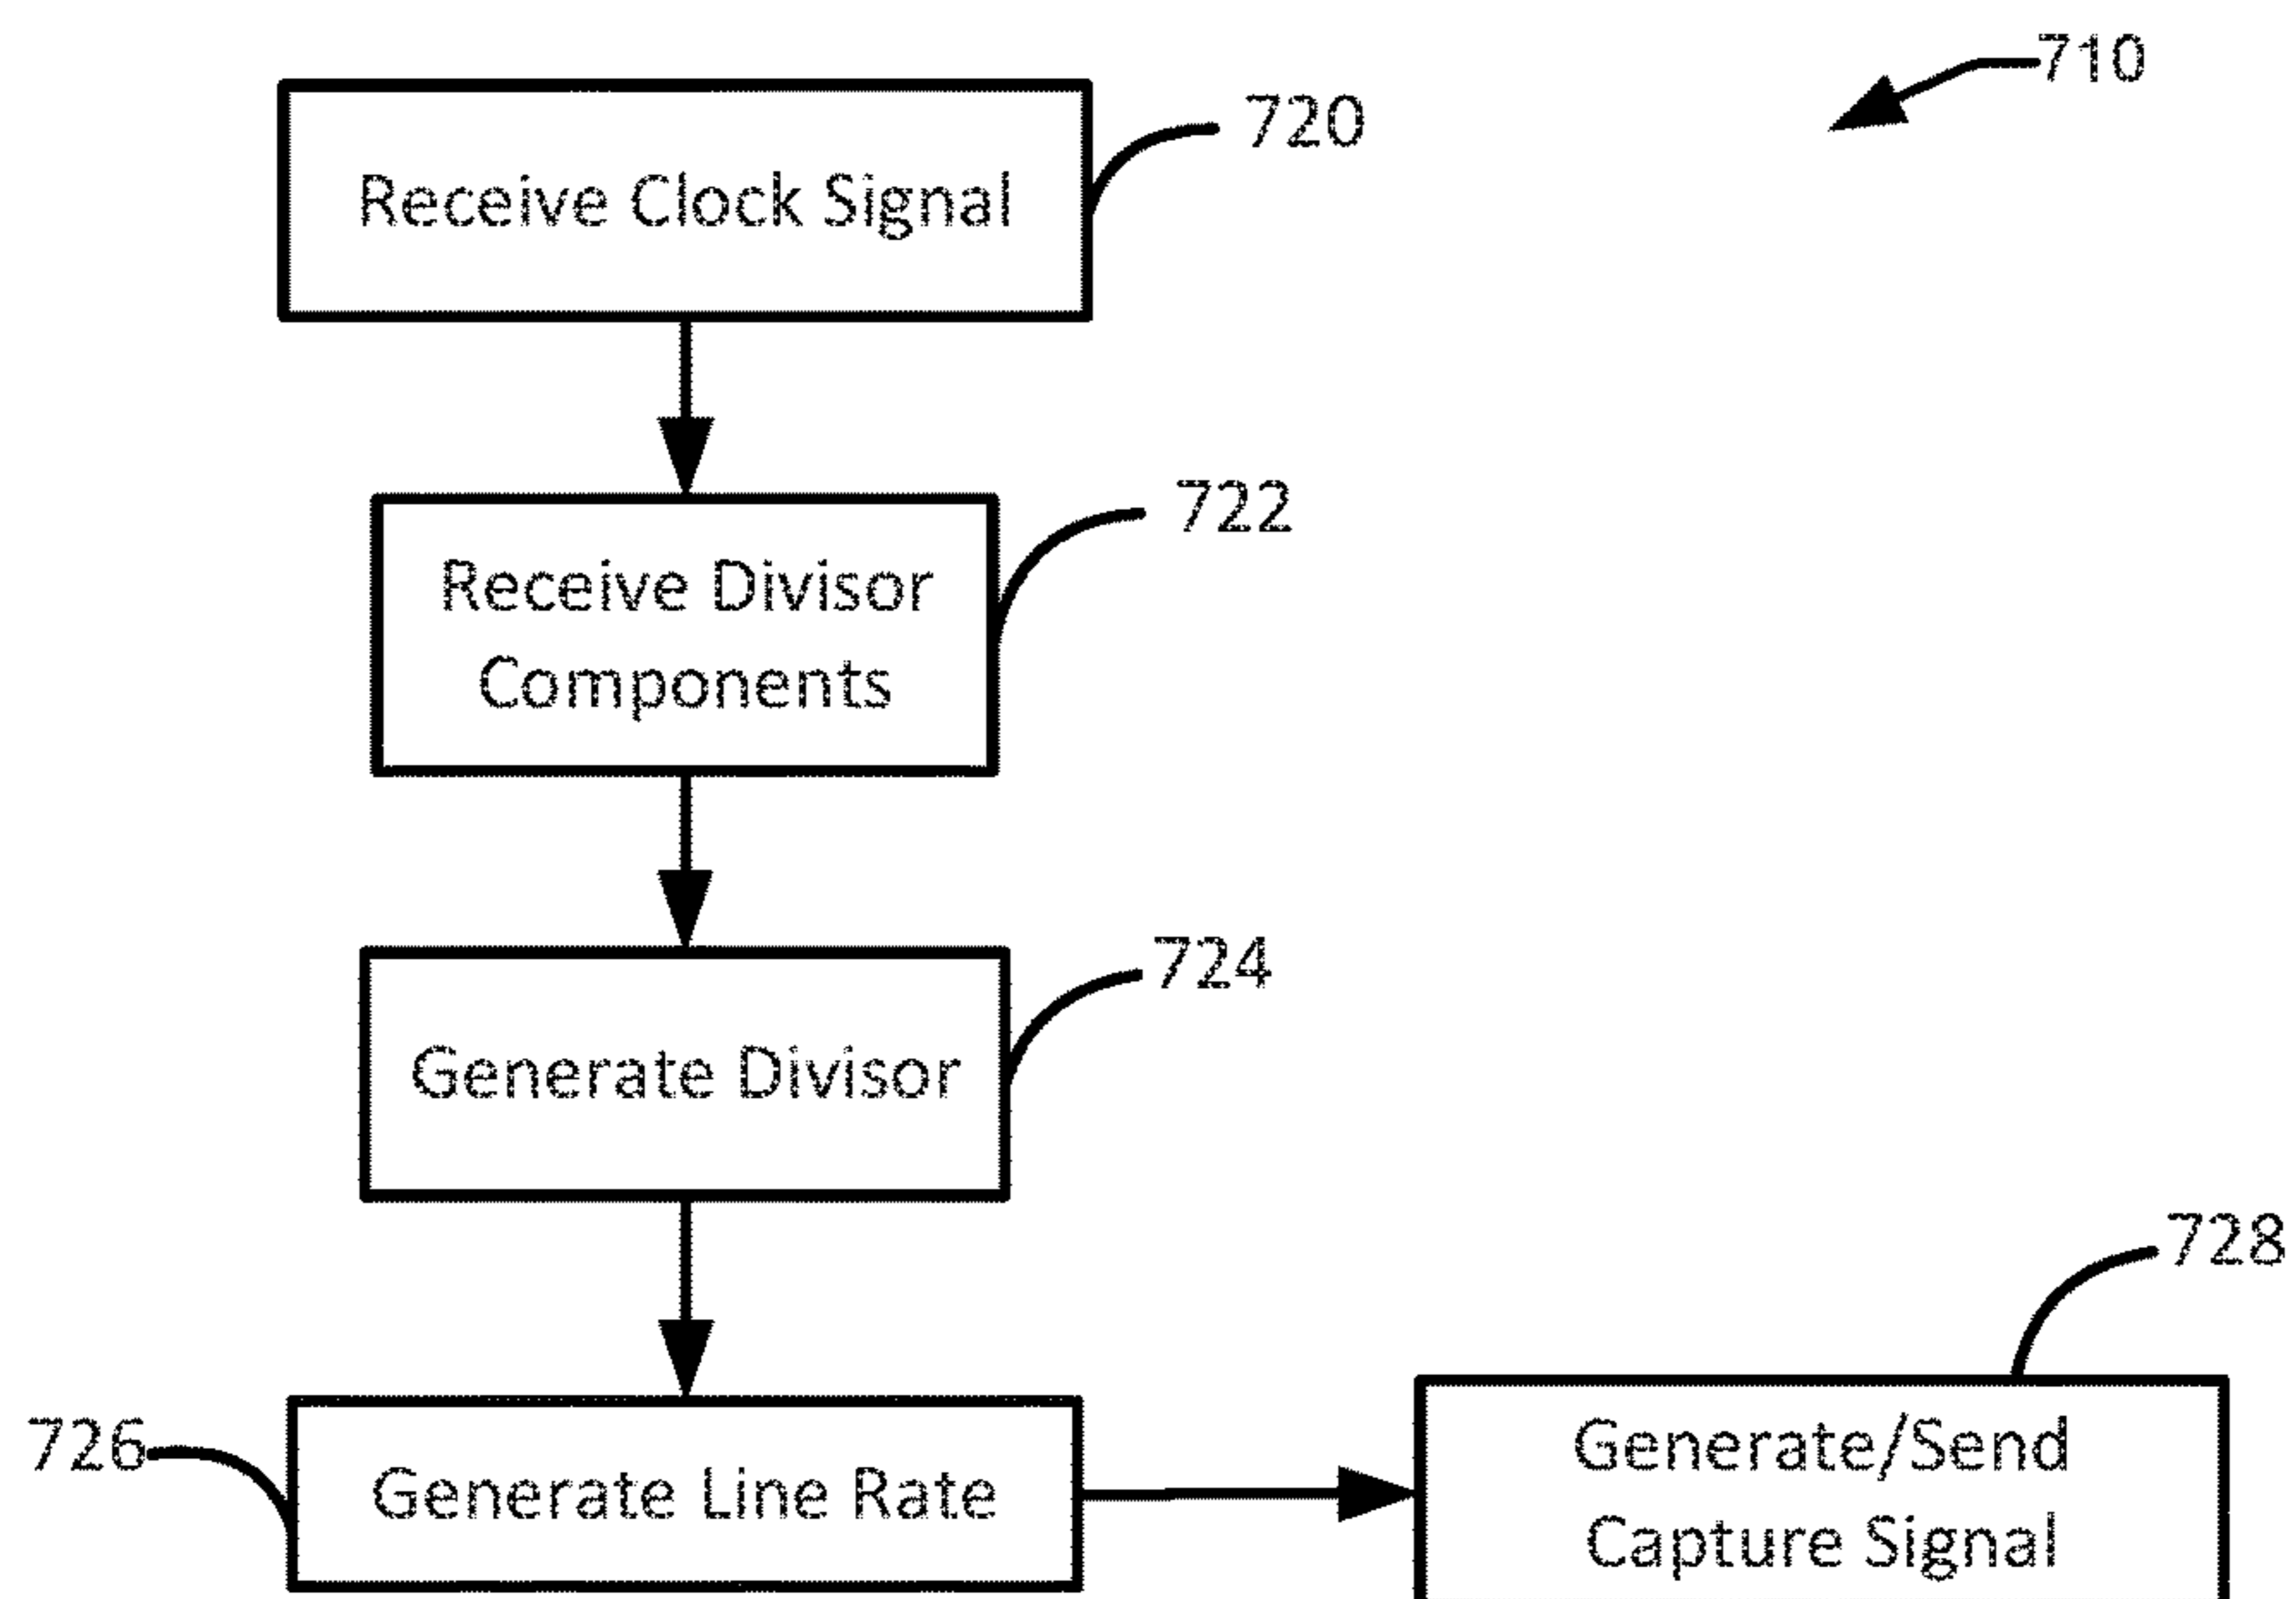 710
720
Receive Clock Signal
722
Receive Divisor
Components
724
Generate Divisor
728
726
Generate Line Rate
Generate/Send
Capture Signal